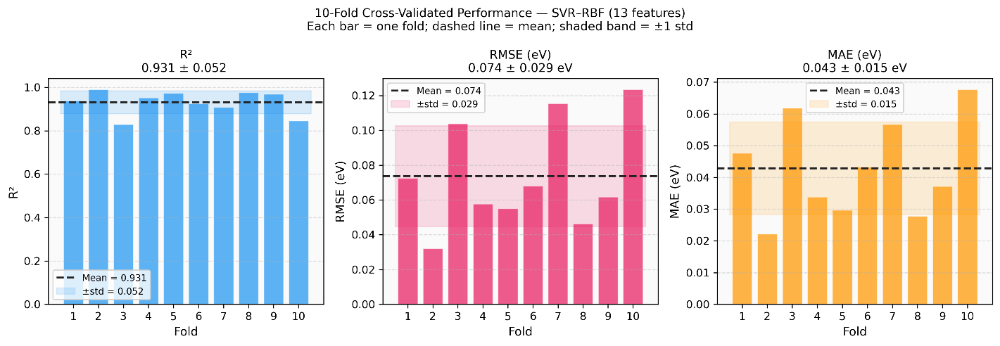 10-Fold Cross-Validated Performance — SVR–RBF (13 features)
Each bar = one fold; dashed line = mean; shaded band = ±1 std
R²
0.931 ± 0.052
R²
1.0
0.8
0.6
0.4
0.2
0.0
Mean = 0.931
±std = 0.052
1 2 3 4 5 6 7 8 9 10
Fold
RMSE (eV)
0.074 ± 0.029 eV
RMSE (eV)
0.12
0.10
0.08
0.06
0.04
0.02
0.00
Mean = 0.074
±std = 0.029
1 2 3 4 5 6 7 8 9 10
Fold
MAE (eV)
0.043 ± 0.015 eV
MAE (eV)
0.07
0.06
0.05
0.04
0.03
0.02
0.01
0.00
Mean = 0.043
±std = 0.015
1 2 3 4 5 6 7 8 9 10
Fold